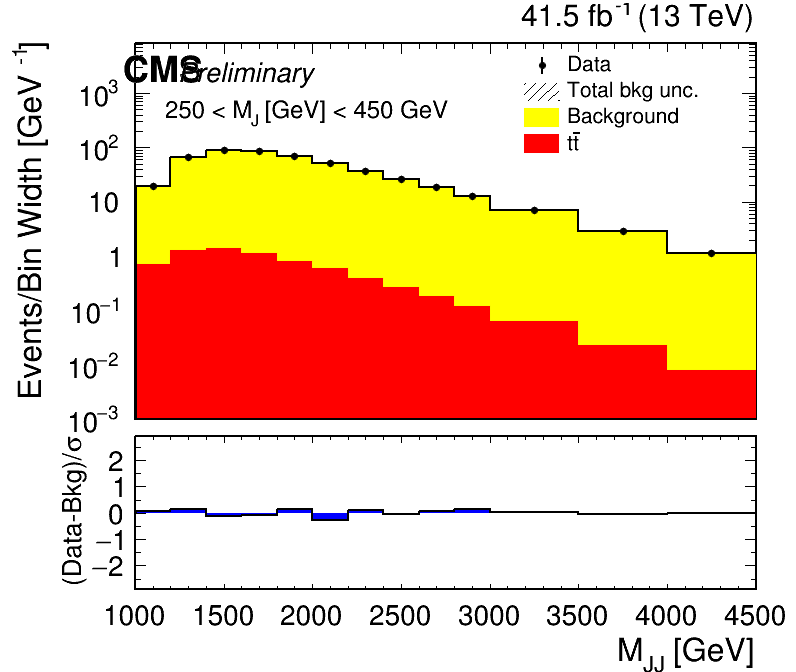 41.5 fb⁻¹ (13 TeV)
CMS Preliminary
250 < M_J [GeV] < 450 GeV
Data
Total bkg unc.
Background
tt̄
Events/Bin Width [GeV⁻¹]
10³
10²
10
1
10⁻¹
10⁻²
10⁻³
(Data-Bkg)/σ
2
1
0
−1
−2
1000 1500 2000 2500 3000 3500 4000 4500
M_JJ [GeV]